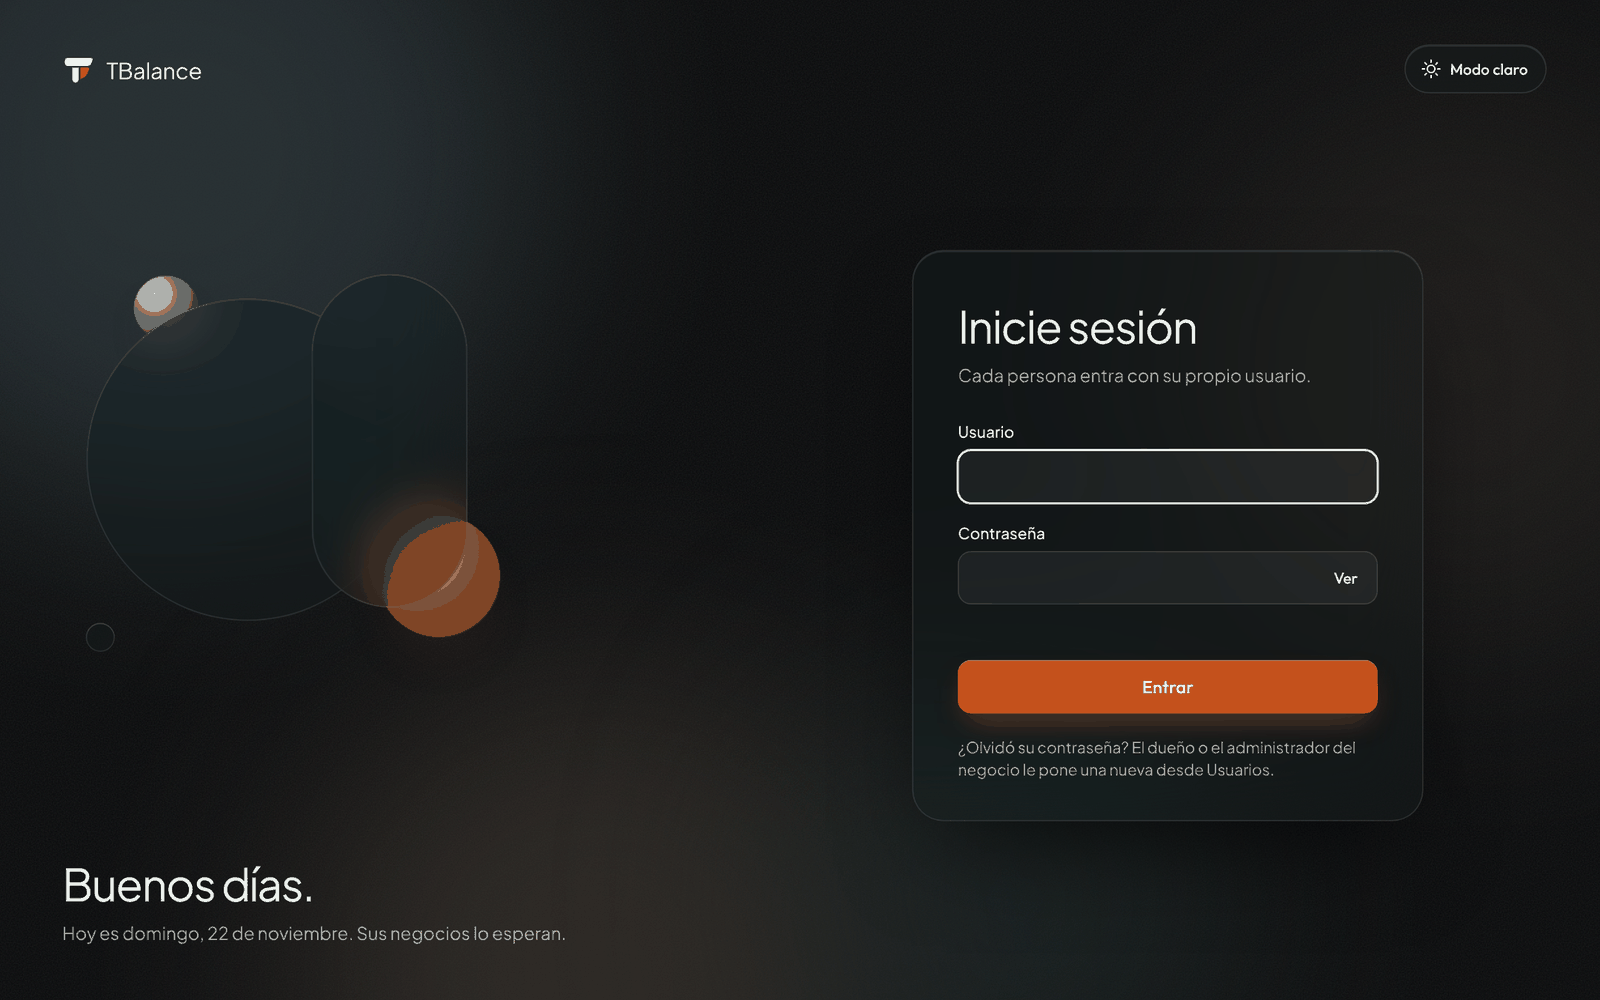 TBalance
Modo claro
Inicie sesión
Cada persona entra con su propio usuario.
Usuario
Contraseña
Ver
Entrar
¿Olvidó su contraseña? El dueño o el administrador del
negocio le pone una nueva desde Usuarios.
Buenos días.
Hoy es domingo, 22 de noviembre. Sus negocios lo esperan.